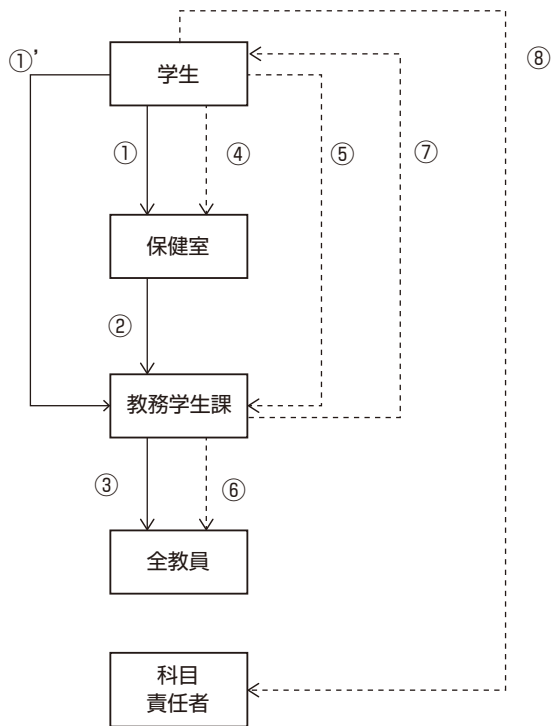 ①’
学生
⑧
①
④
⑤
⑦
保健室
②
教務学生課
③
⑥
全教員
科目
責任者